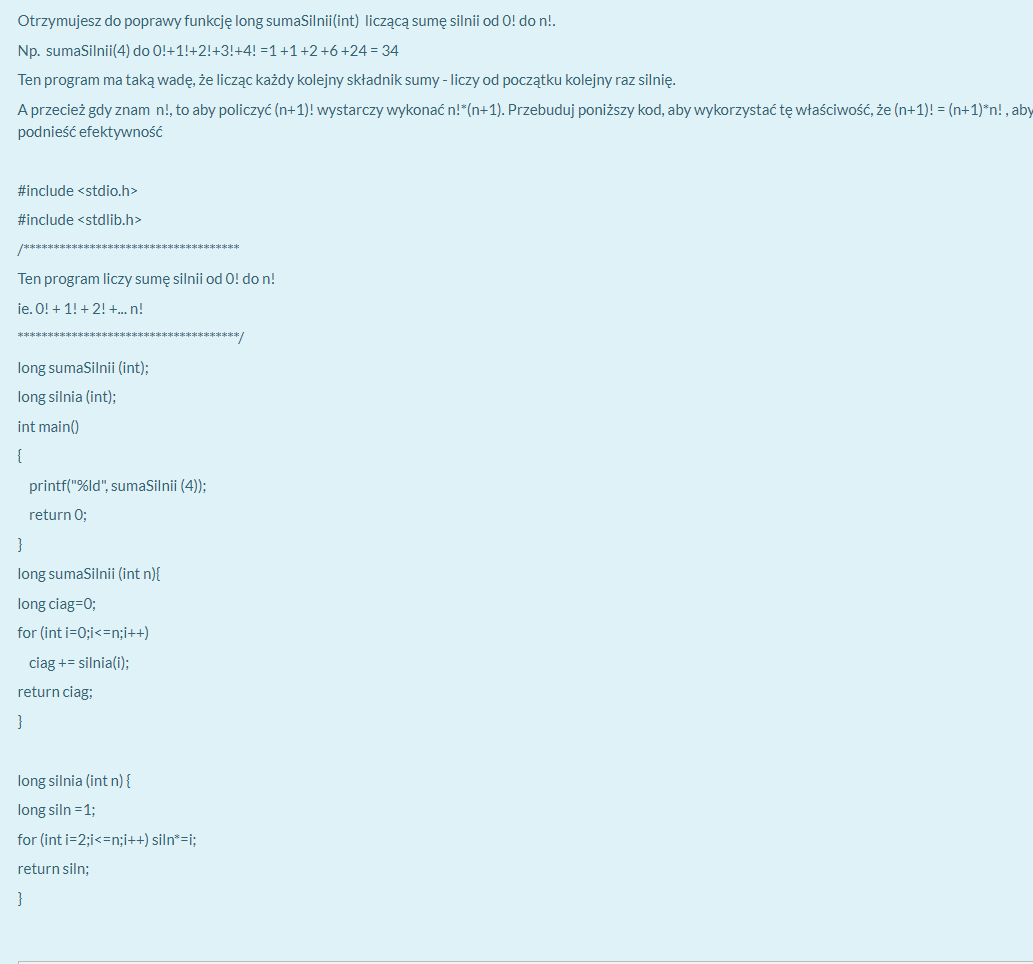 Otrzymujesz do poprawy funkcję long sumaSilnii(int) liczącą sumę silnii od 0! do n!.
Np. sumaSilnii(4) do 0!+1!+2!+3!+4! =1 +1 +2 +6 +24 = 34
Ten program ma taką wadę, że licząc każdy kolejny składnik sumy - liczy od początku kolejny raz silnię.
A przecież gdy znam n!, to aby policzyć (n+1)! wystarczy wykonać n!*(n+1). Przebuduj poniższy kod, aby wykorzystać tę właściwość, że (n+1)! = (n+1)*n! , aby
podnieść efektywność
#include <stdio.h>
#include <stdlib.h>
/************************************
Ten program liczy sumę silnii od 0! do n!
ie. 0! + 1! + 2! +... n!
*************************************/
long sumaSilnii (int);
long silnia (int);
int main()
{
printf("%ld", sumaSilnii (4));
return 0;
}
long sumaSilnii (int n){
long ciag=0;
for (int i=0;i<=n;i++)
ciag += silnia(i);
return ciag;
}
long silnia (int n) {
long siln =1;
for (int i=2;i<=n;i++) siln*=i;
return siln;
}